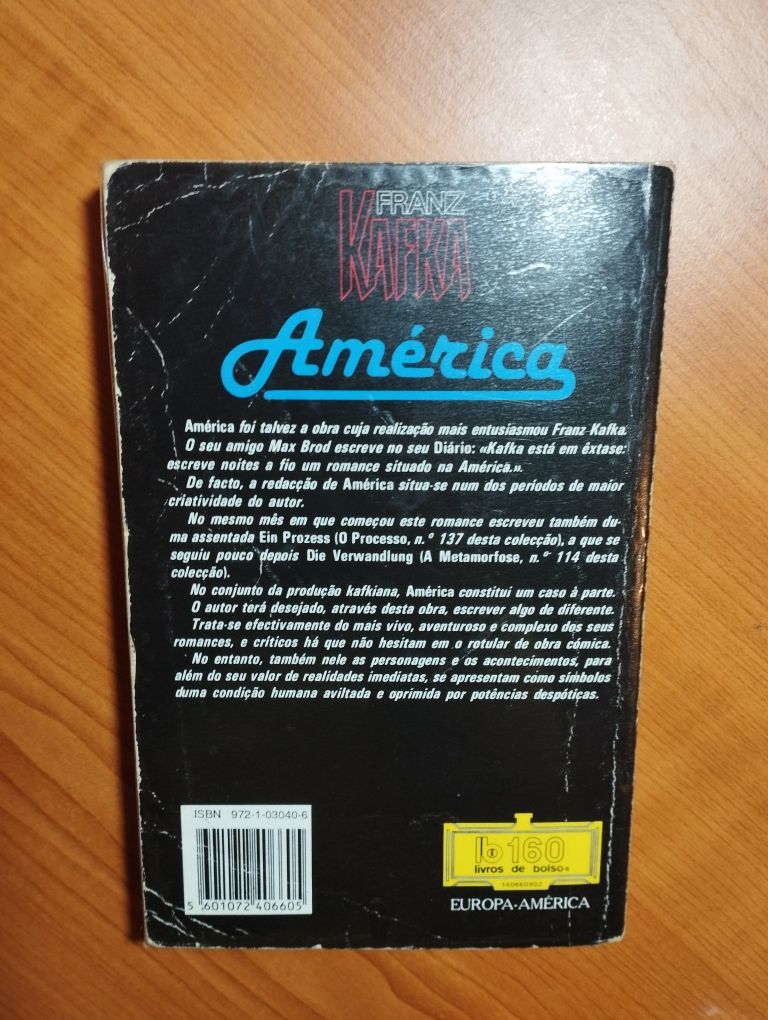 FRANZ
KAFKA
América
América foi talvez a obra cuja realização mais entusiasmou Franz Kafka.
O seu amigo Max Brod escreve no seu Diário: «Kafka está em êxtase:
escreve noites a fio um romance situado na América.».
De facto, a redacção de América situa-se num dos períodos de maior
criatividade do autor.
No mesmo mês em que começou este romance escreveu também du-
ma assentada Ein Prozess (O Processo, n.º 137 desta colecção), a que se
seguiu pouco depois Die Verwandlung (A Metamorfose, n.º 114 desta
colecção).
No conjunto da produção kafkiana, América constitui um caso à parte.
O autor terá desejado, através desta obra, escrever algo de diferente.
Trata-se efectivamente do mais vivo, aventuroso e complexo dos seus
romances, e críticos há que não hesitam em o rotular de obra cómica.
No entanto, também nele as personagens e os acontecimentos, para
além do seu valor de realidades imediatas, se apresentam como símbolos
duma condição humana aviltada e oprimida por potências despóticas.
ISBN 972-1-03040-6
5 601072 406605
lb 160
livros de bolso
140660902
EUROPA-AMÉRICA